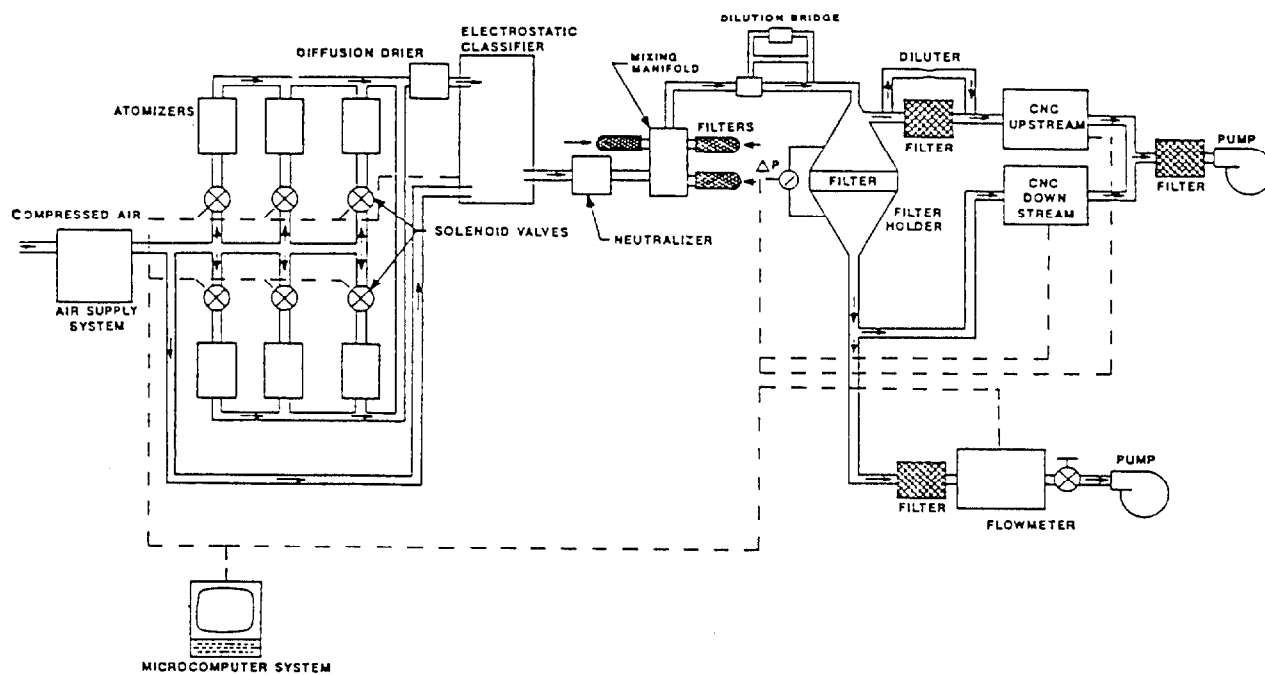 DILUTION BRIDGE
ELECTROSTATIC
CLASSIFIER
DIFFUSION DRIER
MIXING
MANIFOLD
DILUTER
ATOMIZERS
FILTERS
CNC
UPSTREAM
PUMP
FILTER
△ P
FILTER
FILTER
CNC
DOWN
STREAM
COMPRESSED AIR
SOLENOID VALVES
NEUTRALIZER
FILTER
HOLDER
AIR SUPPLY
SYSTEM
PUMP
FILTER
FLOWMETER
MICROCOMPUTER SYSTEM